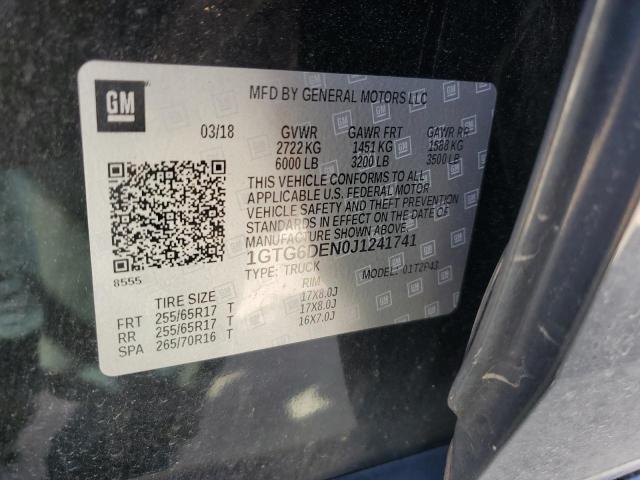 GM
MFD BY GENERAL MOTORS LLC
03/18 GVWR GAWR FRT GAWR RR
2722 KG 1451 KG 1588 KG
6000 LB 3200 LB 3500 LB
THIS VEHICLE CONFORMS TO ALL
APPLICABLE U.S. FEDERAL MOTOR
VEHICLE SAFETY AND THEFT PREVENTION
STANDARDS IN EFFECT ON THE DATE OF
MANUFACTURE SHOWN ABOVE.
1GTG6DEN0J1241741
8555
TYPE: TRUCK MODEL: 01T2P43
TIRE SIZE RIM
FRT 255/65R17 T 17X8.0J
RR 255/65R17 T 17X8.0J
SPA 265/70R16 T 16X7.0J